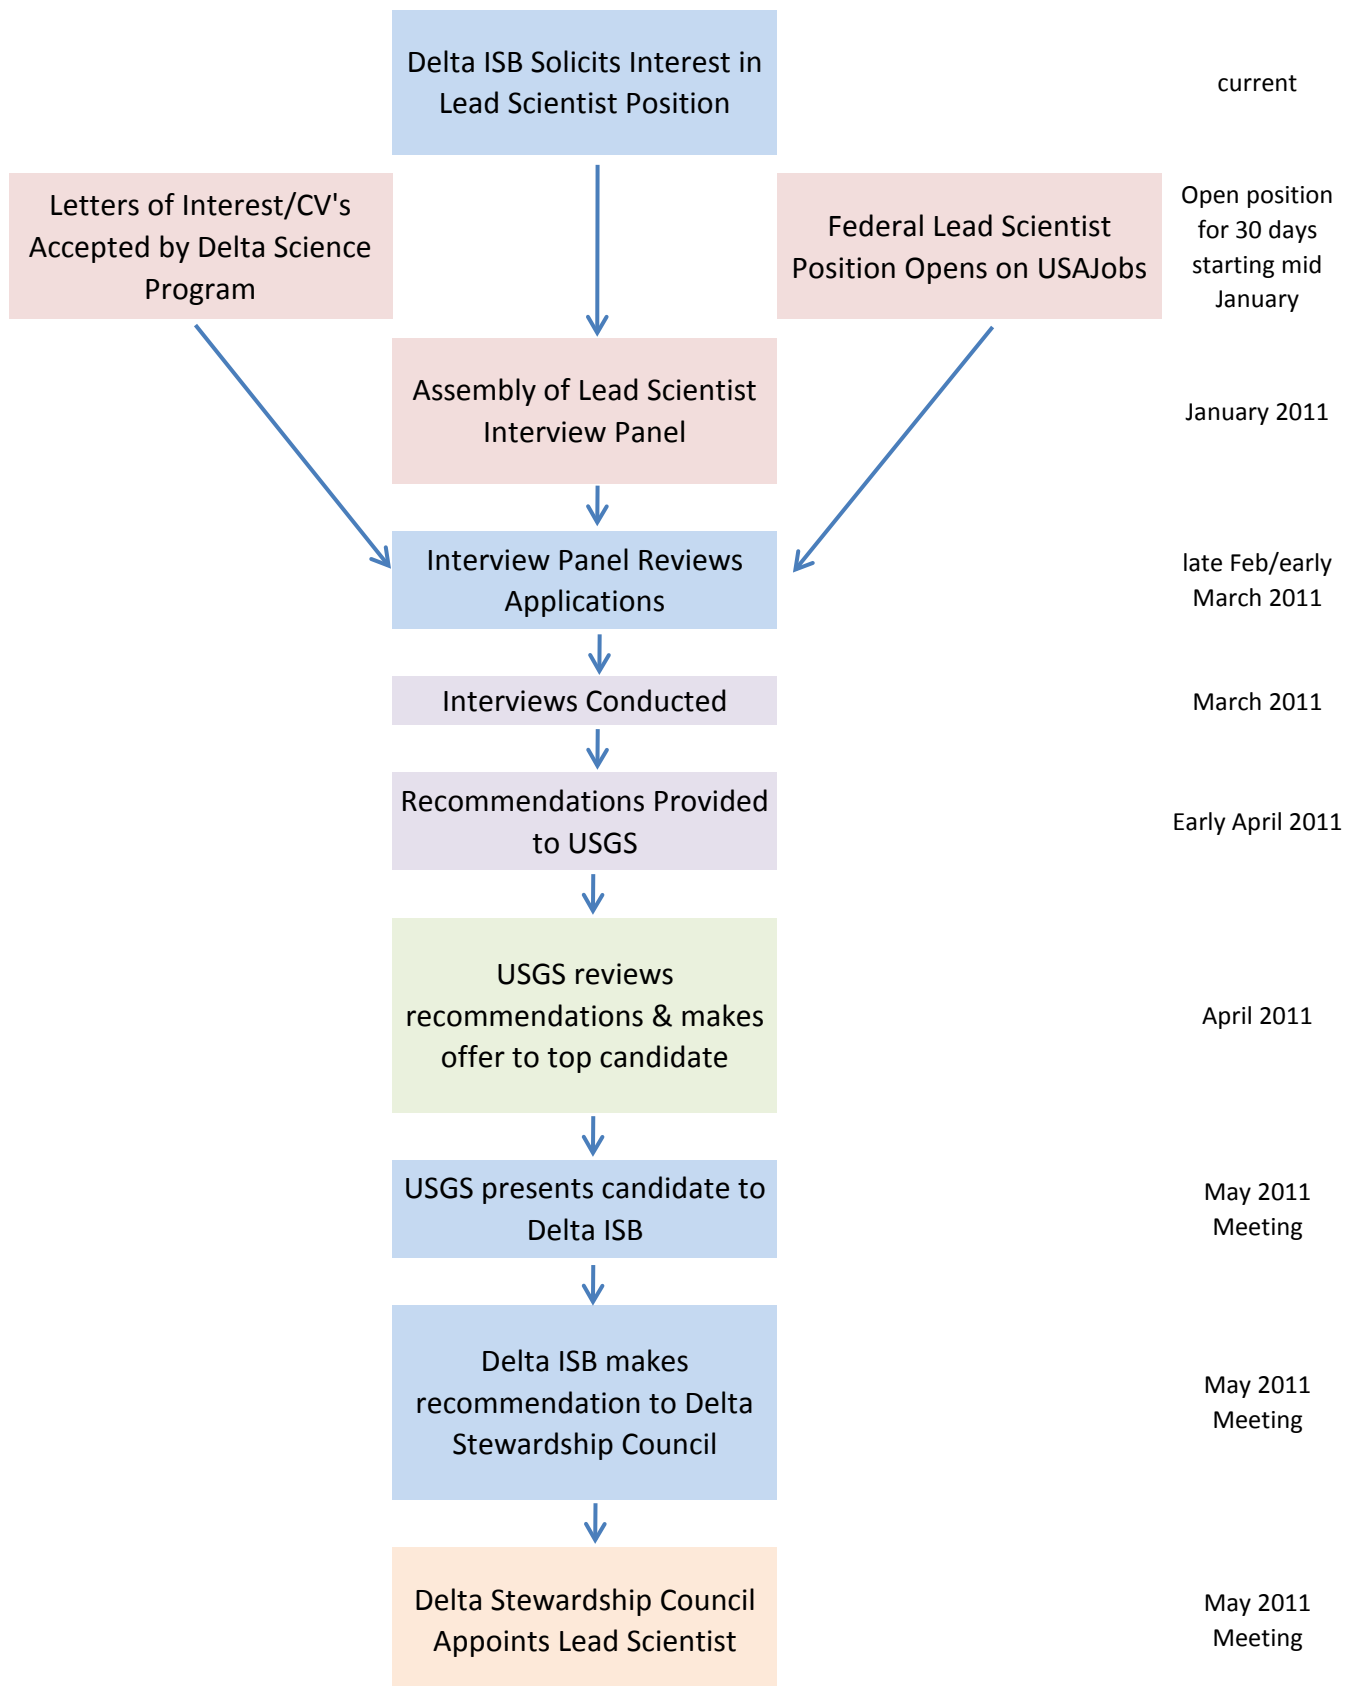 Delta ISB Solicits Interest in
Lead Scientist Position
current
Letters of Interest/CV's
Accepted by Delta Science
Program
Federal Lead Scientist
Position Opens on USAJobs
Open position
for 30 days
starting mid
January
Assembly of Lead Scientist
Interview Panel
January 2011
Interview Panel Reviews
Applications
late Feb/early
March 2011
Interviews Conducted
March 2011
Recommendations Provided
to USGS
Early April 2011
USGS reviews
recommendations & makes
offer to top candidate
April 2011
USGS presents candidate to
Delta ISB
May 2011
Meeting
Delta ISB makes
recommendation to Delta
Stewardship Council
May 2011
Meeting
Delta Stewardship Council
Appoints Lead Scientist
May 2011
Meeting